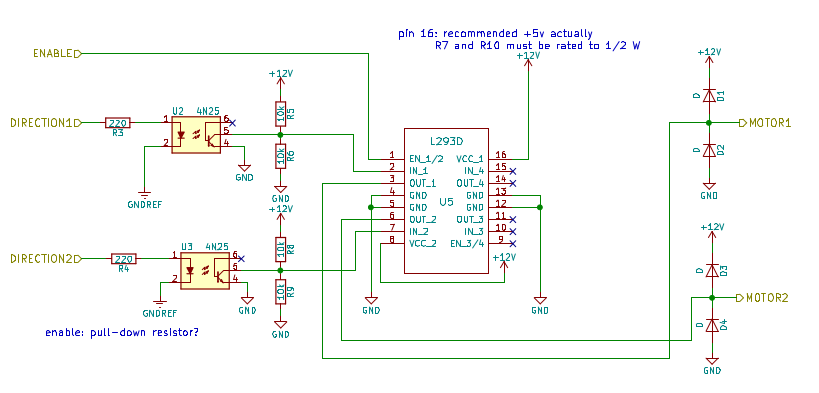 pin 16: recommended +5v actually
R7 and R10 must be rated to 1/2 W
ENABLE
+12V
+12V
+12V
U2 4N25
DIRECTION1
220
R3
1
2
6
5
4
10k
R5
10k
R6
GND
GND
GNDREF
L293D
U5
1 EN_1/2 VCC_1 16
2 IN_1 IN_4 15
3 OUT_1 OUT_4 14
4 GND GND 13
5 GND GND 12
6 OUT_2 OUT_3 11
7 IN_2 IN_3 10
8 VCC_2 EN_3/4 9
+12V
GND
GND
D
D1
MOTOR1
D
D2
GND
+12V
U3 4N25
DIRECTION2
220
R4
1
2
6
5
4
10k
R8
10k
R9
GND
GND
GNDREF
+12V
D
D3
MOTOR2
D
D4
GND
enable: pull-down resistor?